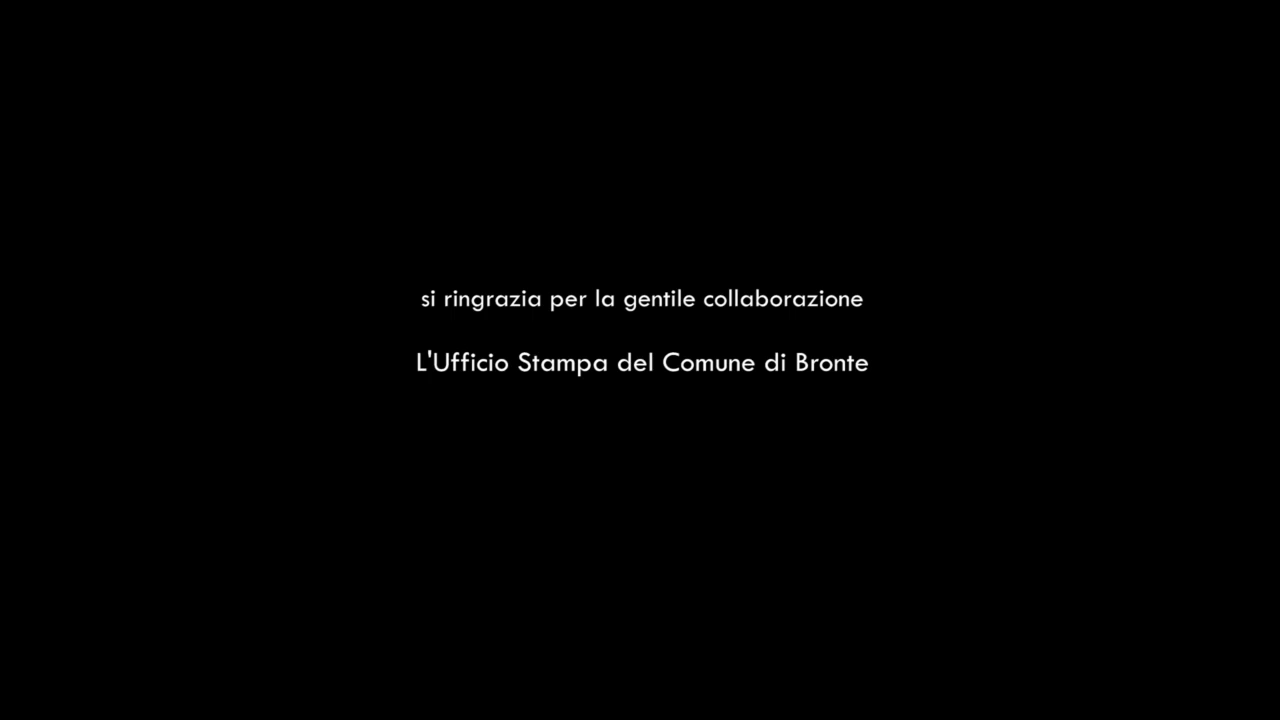 si ringrazia per la gentile collaborazione
L'Ufficio Stampa del Comune di Bronte